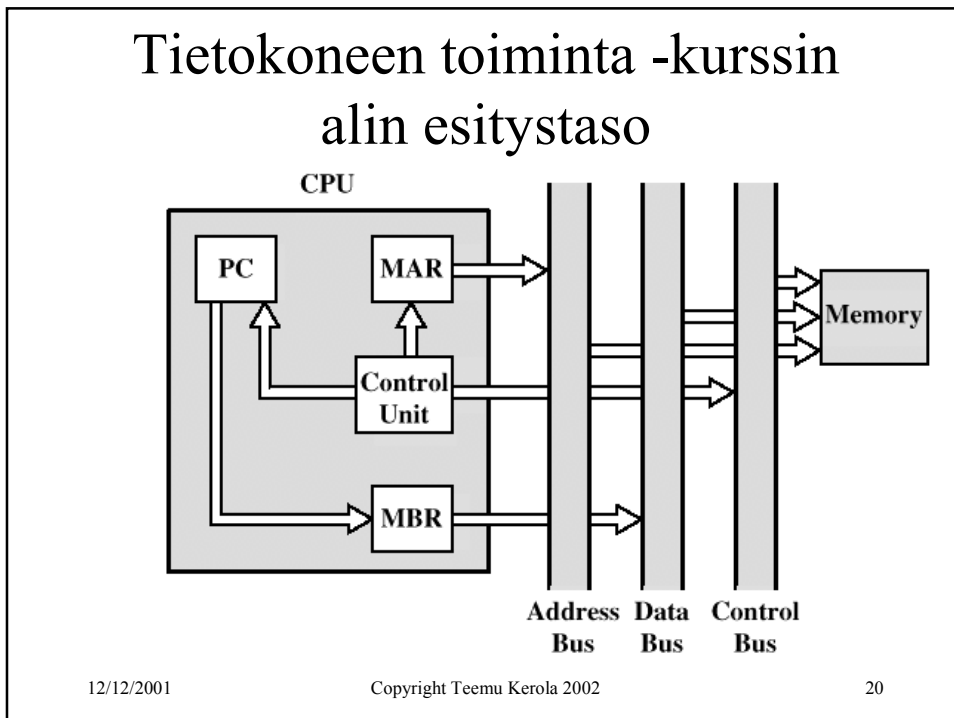 Tietokoneen toiminta -kurssin
alin esitystaso
CPU
PC
MAR
Memory
Control
Unit
MBR
Address Data Control
Bus Bus Bus
12/12/2001 Copyright Teemu Kerola 2002 20